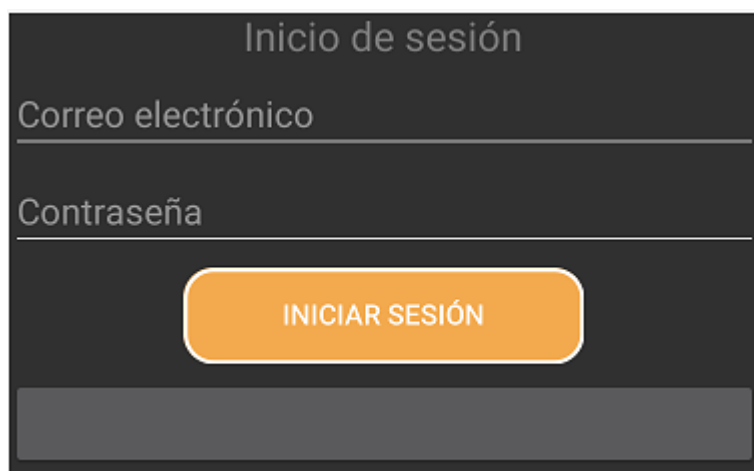 Inicio de sesión
Correo electrónico
Contraseña
INICIAR SESIÓN